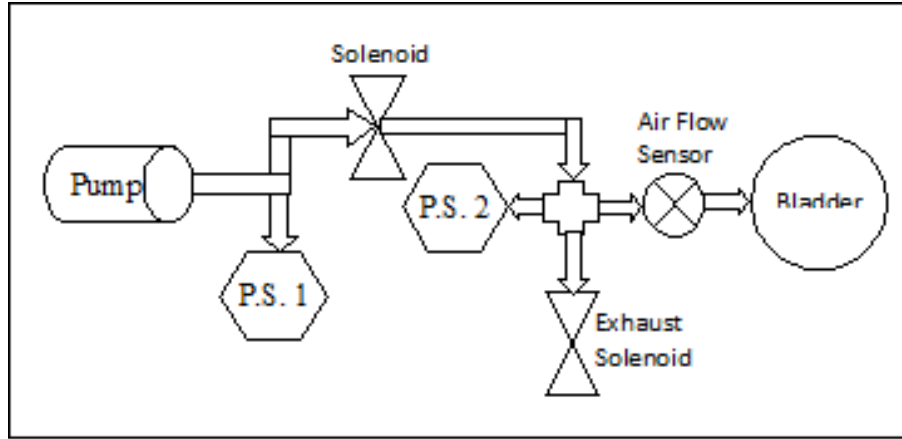 Solenoid
Air Flow
Sensor
Pump
P.S. 2
Bladder
P.S. 1
Exhaust
Solenoid